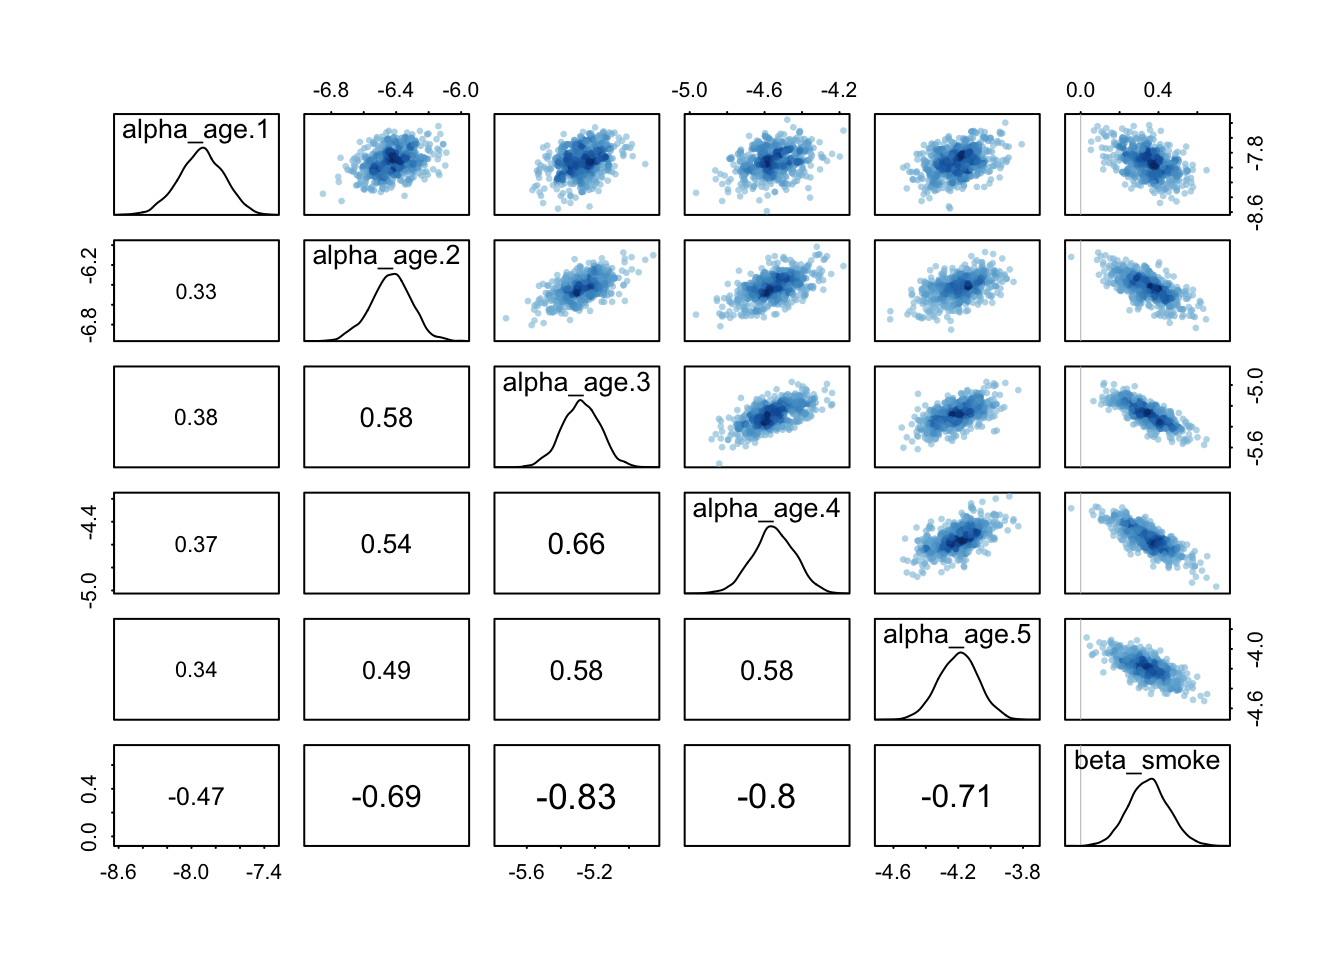 -6.8 -6.4 -6.0 -5.0 -4.6 -4.2 0.0 0.4
alpha_age.1 -8.6 -7.8
-6.8 -6.2 0.33 alpha_age.2
0.38 0.58 alpha_age.3 -5.6 -5.0
-5.0 -4.4 0.37 0.54 0.66 alpha_age.4
0.34 0.49 0.58 0.58 alpha_age.5 -4.6 -4.0
0.0 0.4 -0.47 -0.69 -0.83 -0.8 -0.71 beta_smoke
-8.6 -8.0 -7.4 -5.6 -5.2 -4.6 -4.2 -3.8